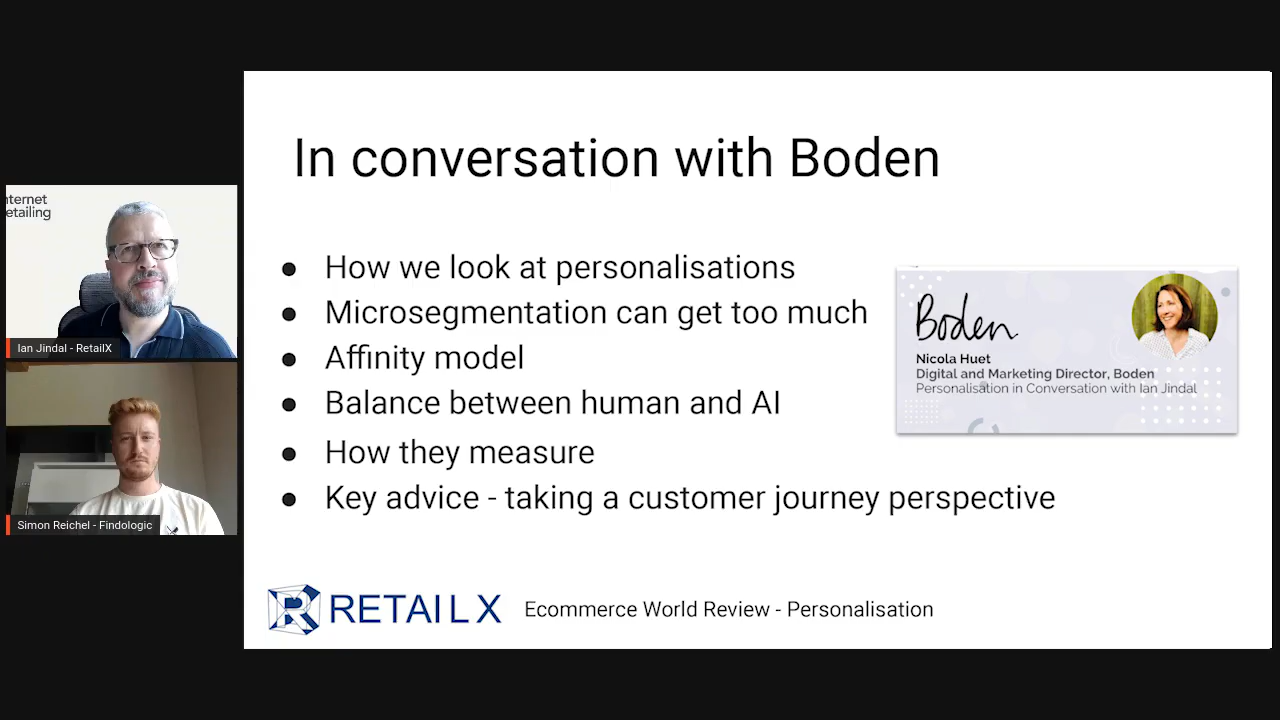 nternet
etailing
Ian Jindal - RetailX
Simon Reichel - Findologic
In conversation with Boden
● How we look at personalisations
● Microsegmentation can get too much
● Affinity model
● Balance between human and AI
● How they measure
● Key advice - taking a customer journey perspective
Boden
Nicola Huet
Digital and Marketing Director, Boden
Personalisation in Conversation with Ian Jindal
RETAIL X
Ecommerce World Review - Personalisation